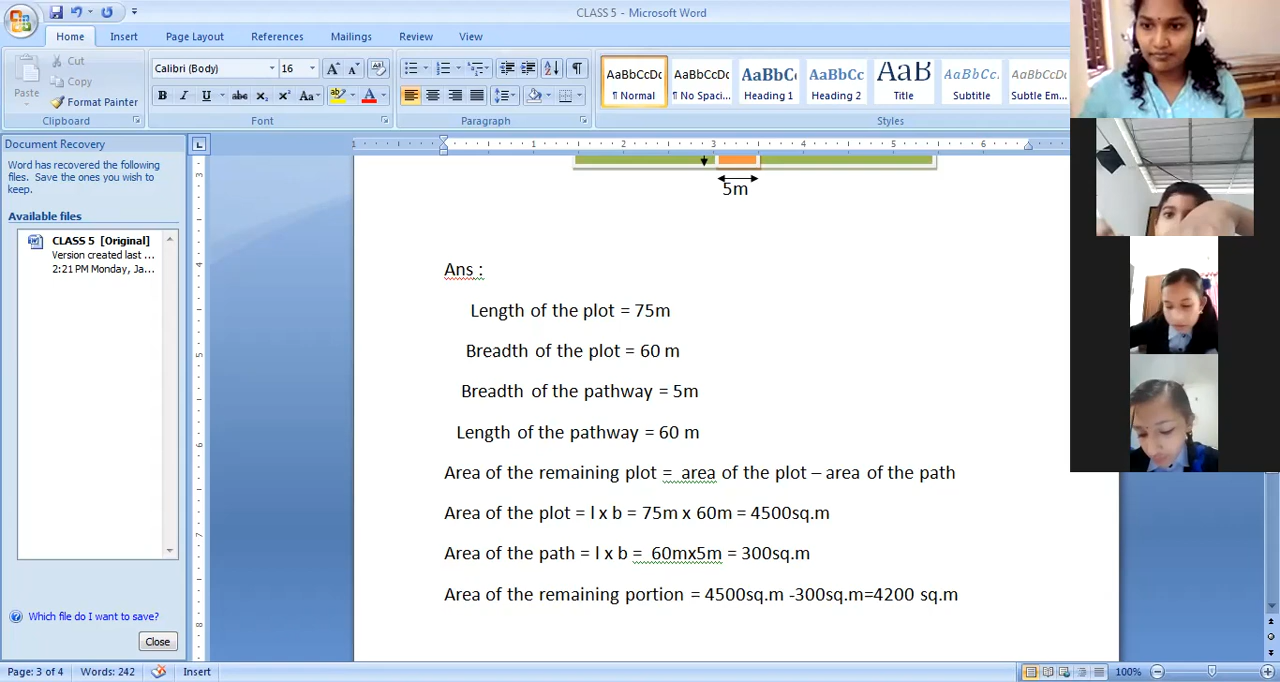 CLASS 5 - Microsoft Word
Home Insert Page Layout References Mailings Review View
Paste
Cut
Copy
Format Painter
Clipboard
Calibri (Body) 16
Font
Paragraph
AaBbCcDc AaBbCcDc AaBbC AaBbCc AaB AaBbCc. AaBbCcDd
¶ Normal ¶ No Spaci... Heading 1 Heading 2 Title Subtitle Subtle Em...
Styles
Document Recovery
Word has recovered the following
files. Save the ones you wish to
keep.
Available files
CLASS 5 [Original]
Version created last ...
2:21 PM Monday, Ja...
Which file do I want to save?
Close
5m
Ans :
Length of the plot = 75m
Breadth of the plot = 60 m
Breadth of the pathway = 5m
Length of the pathway = 60 m
Area of the remaining plot = area of the plot – area of the path
Area of the plot = l x b = 75m x 60m = 4500sq.m
Area of the path = l x b = 60mx5m = 300sq.m
Area of the remaining portion = 4500sq.m -300sq.m=4200 sq.m
Page: 3 of 4 Words: 242 Insert 100%